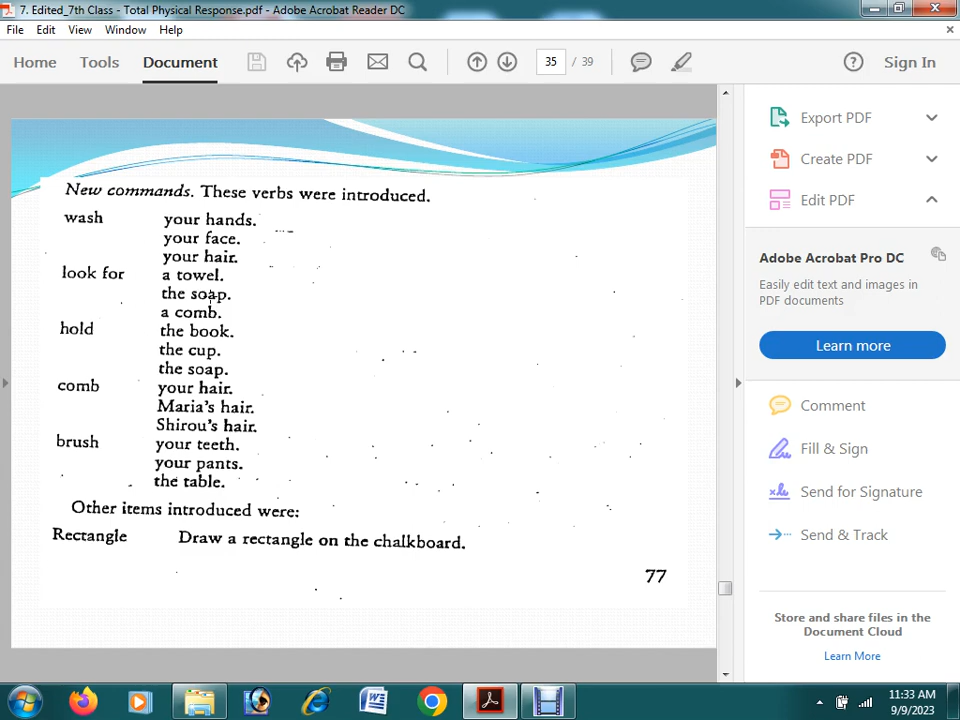 7. Edited_7th Class - Total Physical Response.pdf - Adobe Acrobat Reader DC
File Edit View Window Help
Home Tools Document 35 / 39 Sign In
New commands. These verbs were introduced.
wash your hands.
your face.
your hair.
look for a towel.
the soap.
a comb.
hold the book.
the cup.
the soap.
comb your hair.
Maria's hair.
Shirou's hair.
brush your teeth.
your pants.
the table.
Other items introduced were:
Rectangle Draw a rectangle on the chalkboard.
77
Export PDF
Create PDF
Edit PDF
Adobe Acrobat Pro DC
Easily edit text and images in
PDF documents
Learn more
Comment
Fill & Sign
Send for Signature
Send & Track
Store and share files in the
Document Cloud
Learn More
11:33 AM
9/9/2023